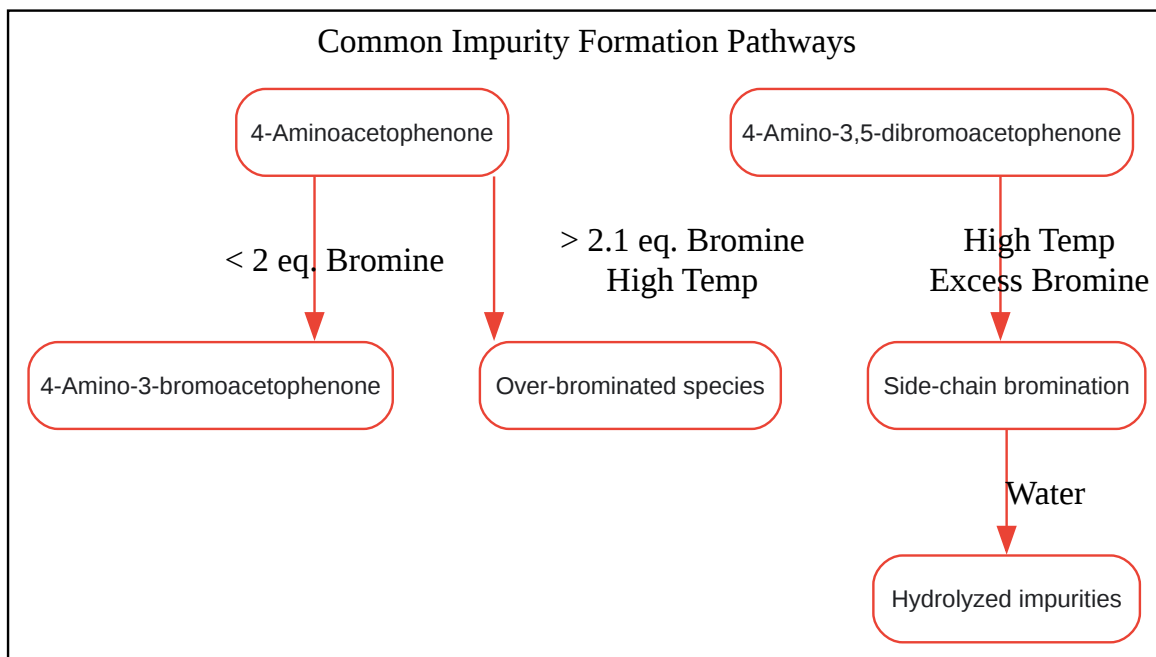 Common Impurity Formation Pathways
4-Aminoacetophenone
4-Amino-3,5-dibromoacetophenone
< 2 eq. Bromine
> 2.1 eq. Bromine
High Temp
High Temp
Excess Bromine
4-Amino-3-bromoacetophenone
Over-brominated species
Side-chain bromination
Water
Hydrolyzed impurities